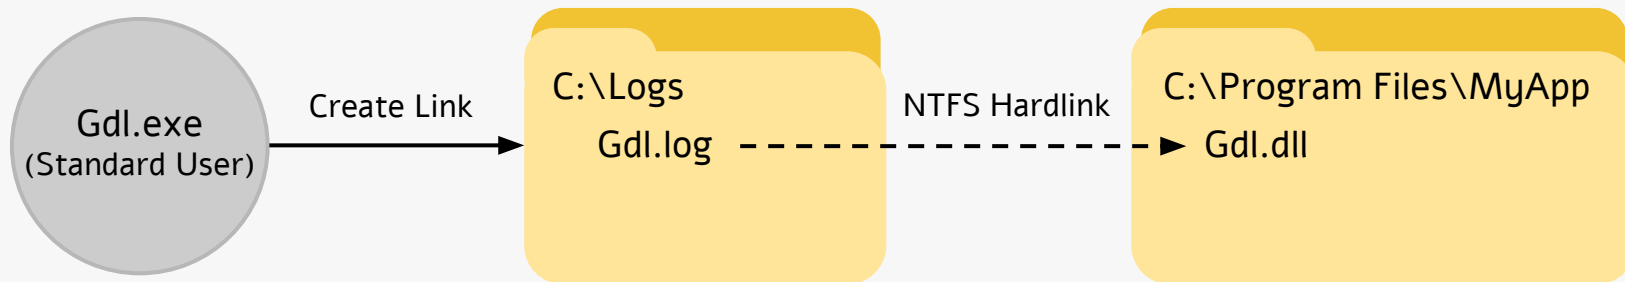 Gdl.exe
(Standard User)
Create Link
C:\Logs
Gdl.log
NTFS Hardlink
C:\Program Files\MyApp
Gdl.dll